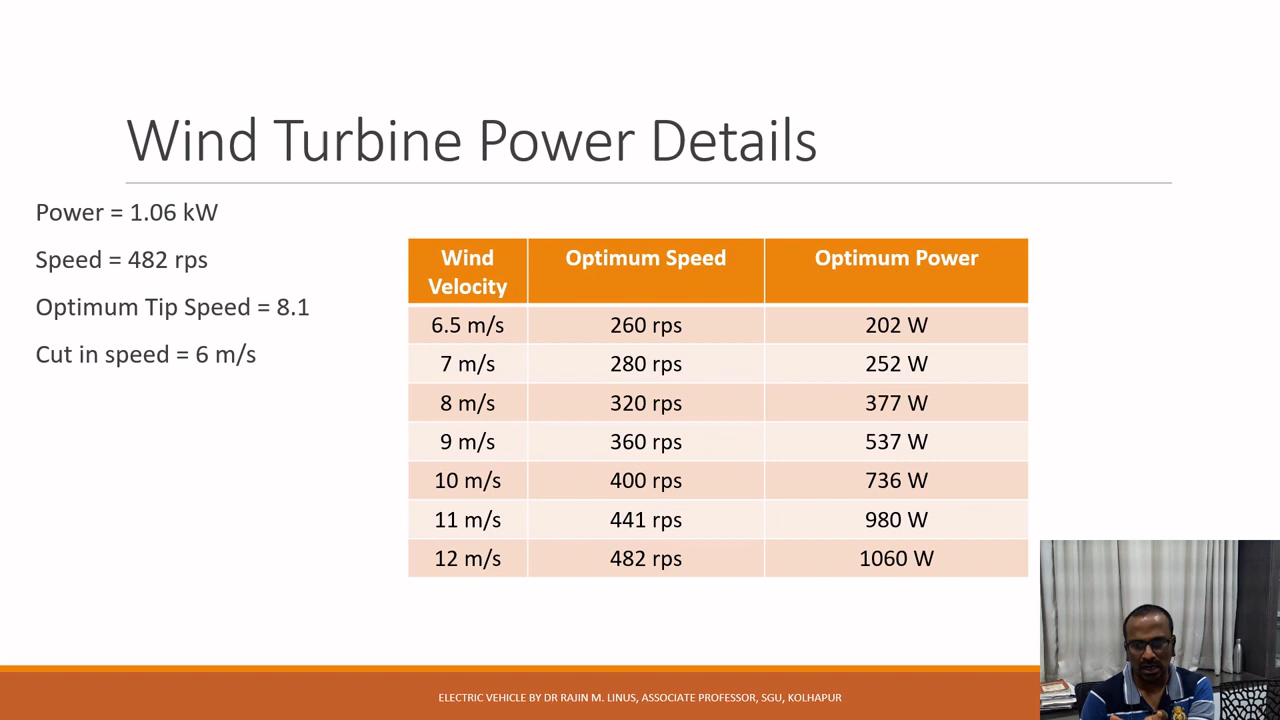 Wind Turbine Power Details
Power = 1.06 kW
Speed = 482 rps
Optimum Tip Speed = 8.1
Cut in speed = 6 m/s
Wind Velocity Optimum Speed Optimum Power
6.5 m/s 260 rps 202 W
7 m/s 280 rps 252 W
8 m/s 320 rps 377 W
9 m/s 360 rps 537 W
10 m/s 400 rps 736 W
11 m/s 441 rps 980 W
12 m/s 482 rps 1060 W
ELECTRIC VEHICLE BY DR RAJIN M. LINUS, ASSOCIATE PROFESSOR, SGU, KOLHAPUR